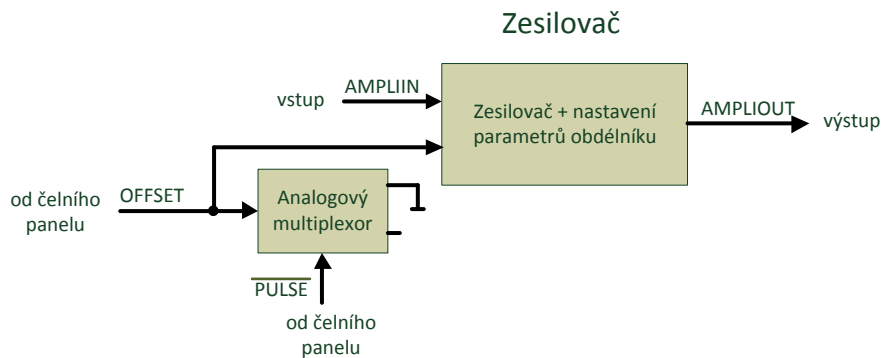 Zesilovač
vstup
AMPLIIN
Zesilovač + nastavení
parametrů obdélníku
AMPLIOUT
výstup
od čelního
panelu
OFFSET
Analogový
multiplexor
PULSE
od čelního
panelu